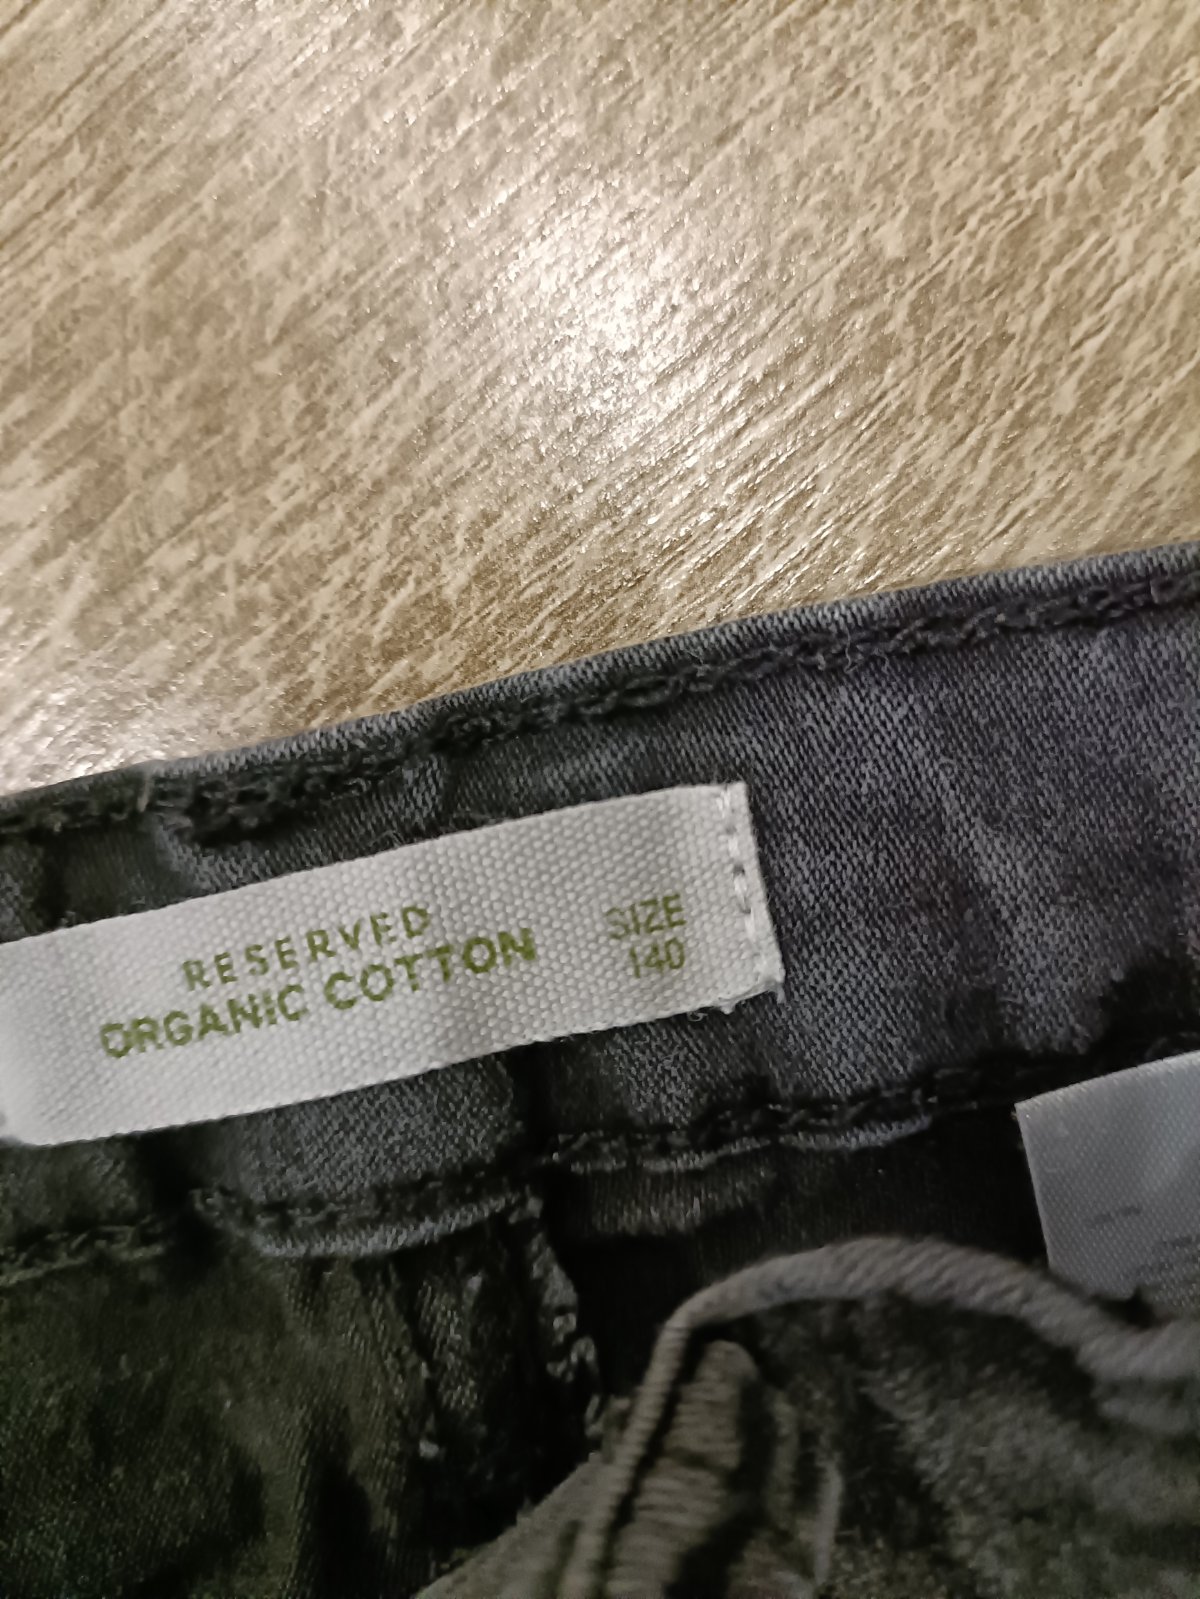 RESERVED
ORGANIC COTTON
SIZE
140